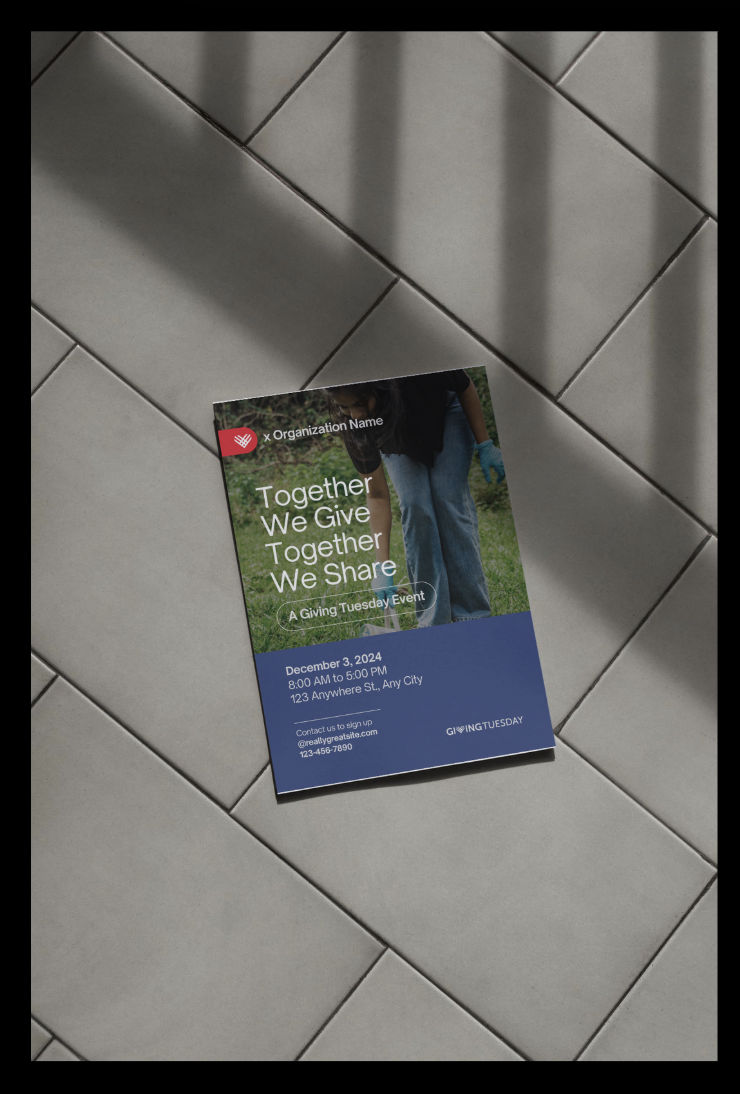 x Organization Name
Together
We Give
Together
We Share
A Giving Tuesday Event
December 3, 2024
8:00 AM to 5:00 PM
123 Anywhere St., Any City
Contact us to sign up
@reallygreatsite.com
123-456-7890
GIVINGTUESDAY